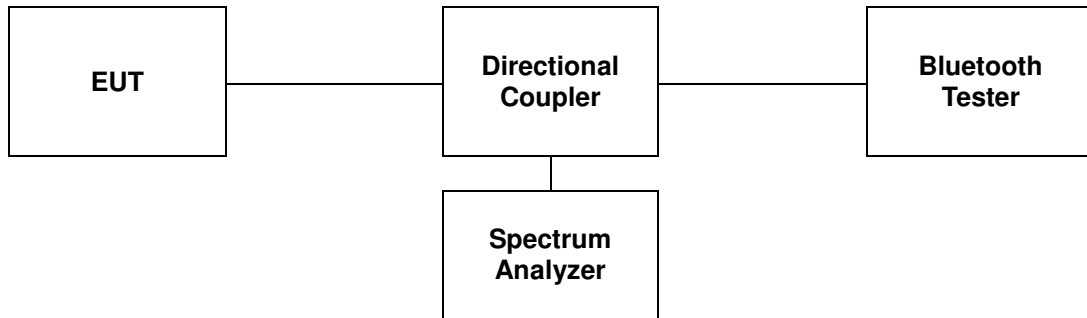 EUT
Directional
Coupler
Bluetooth
Tester
Spectrum
Analyzer